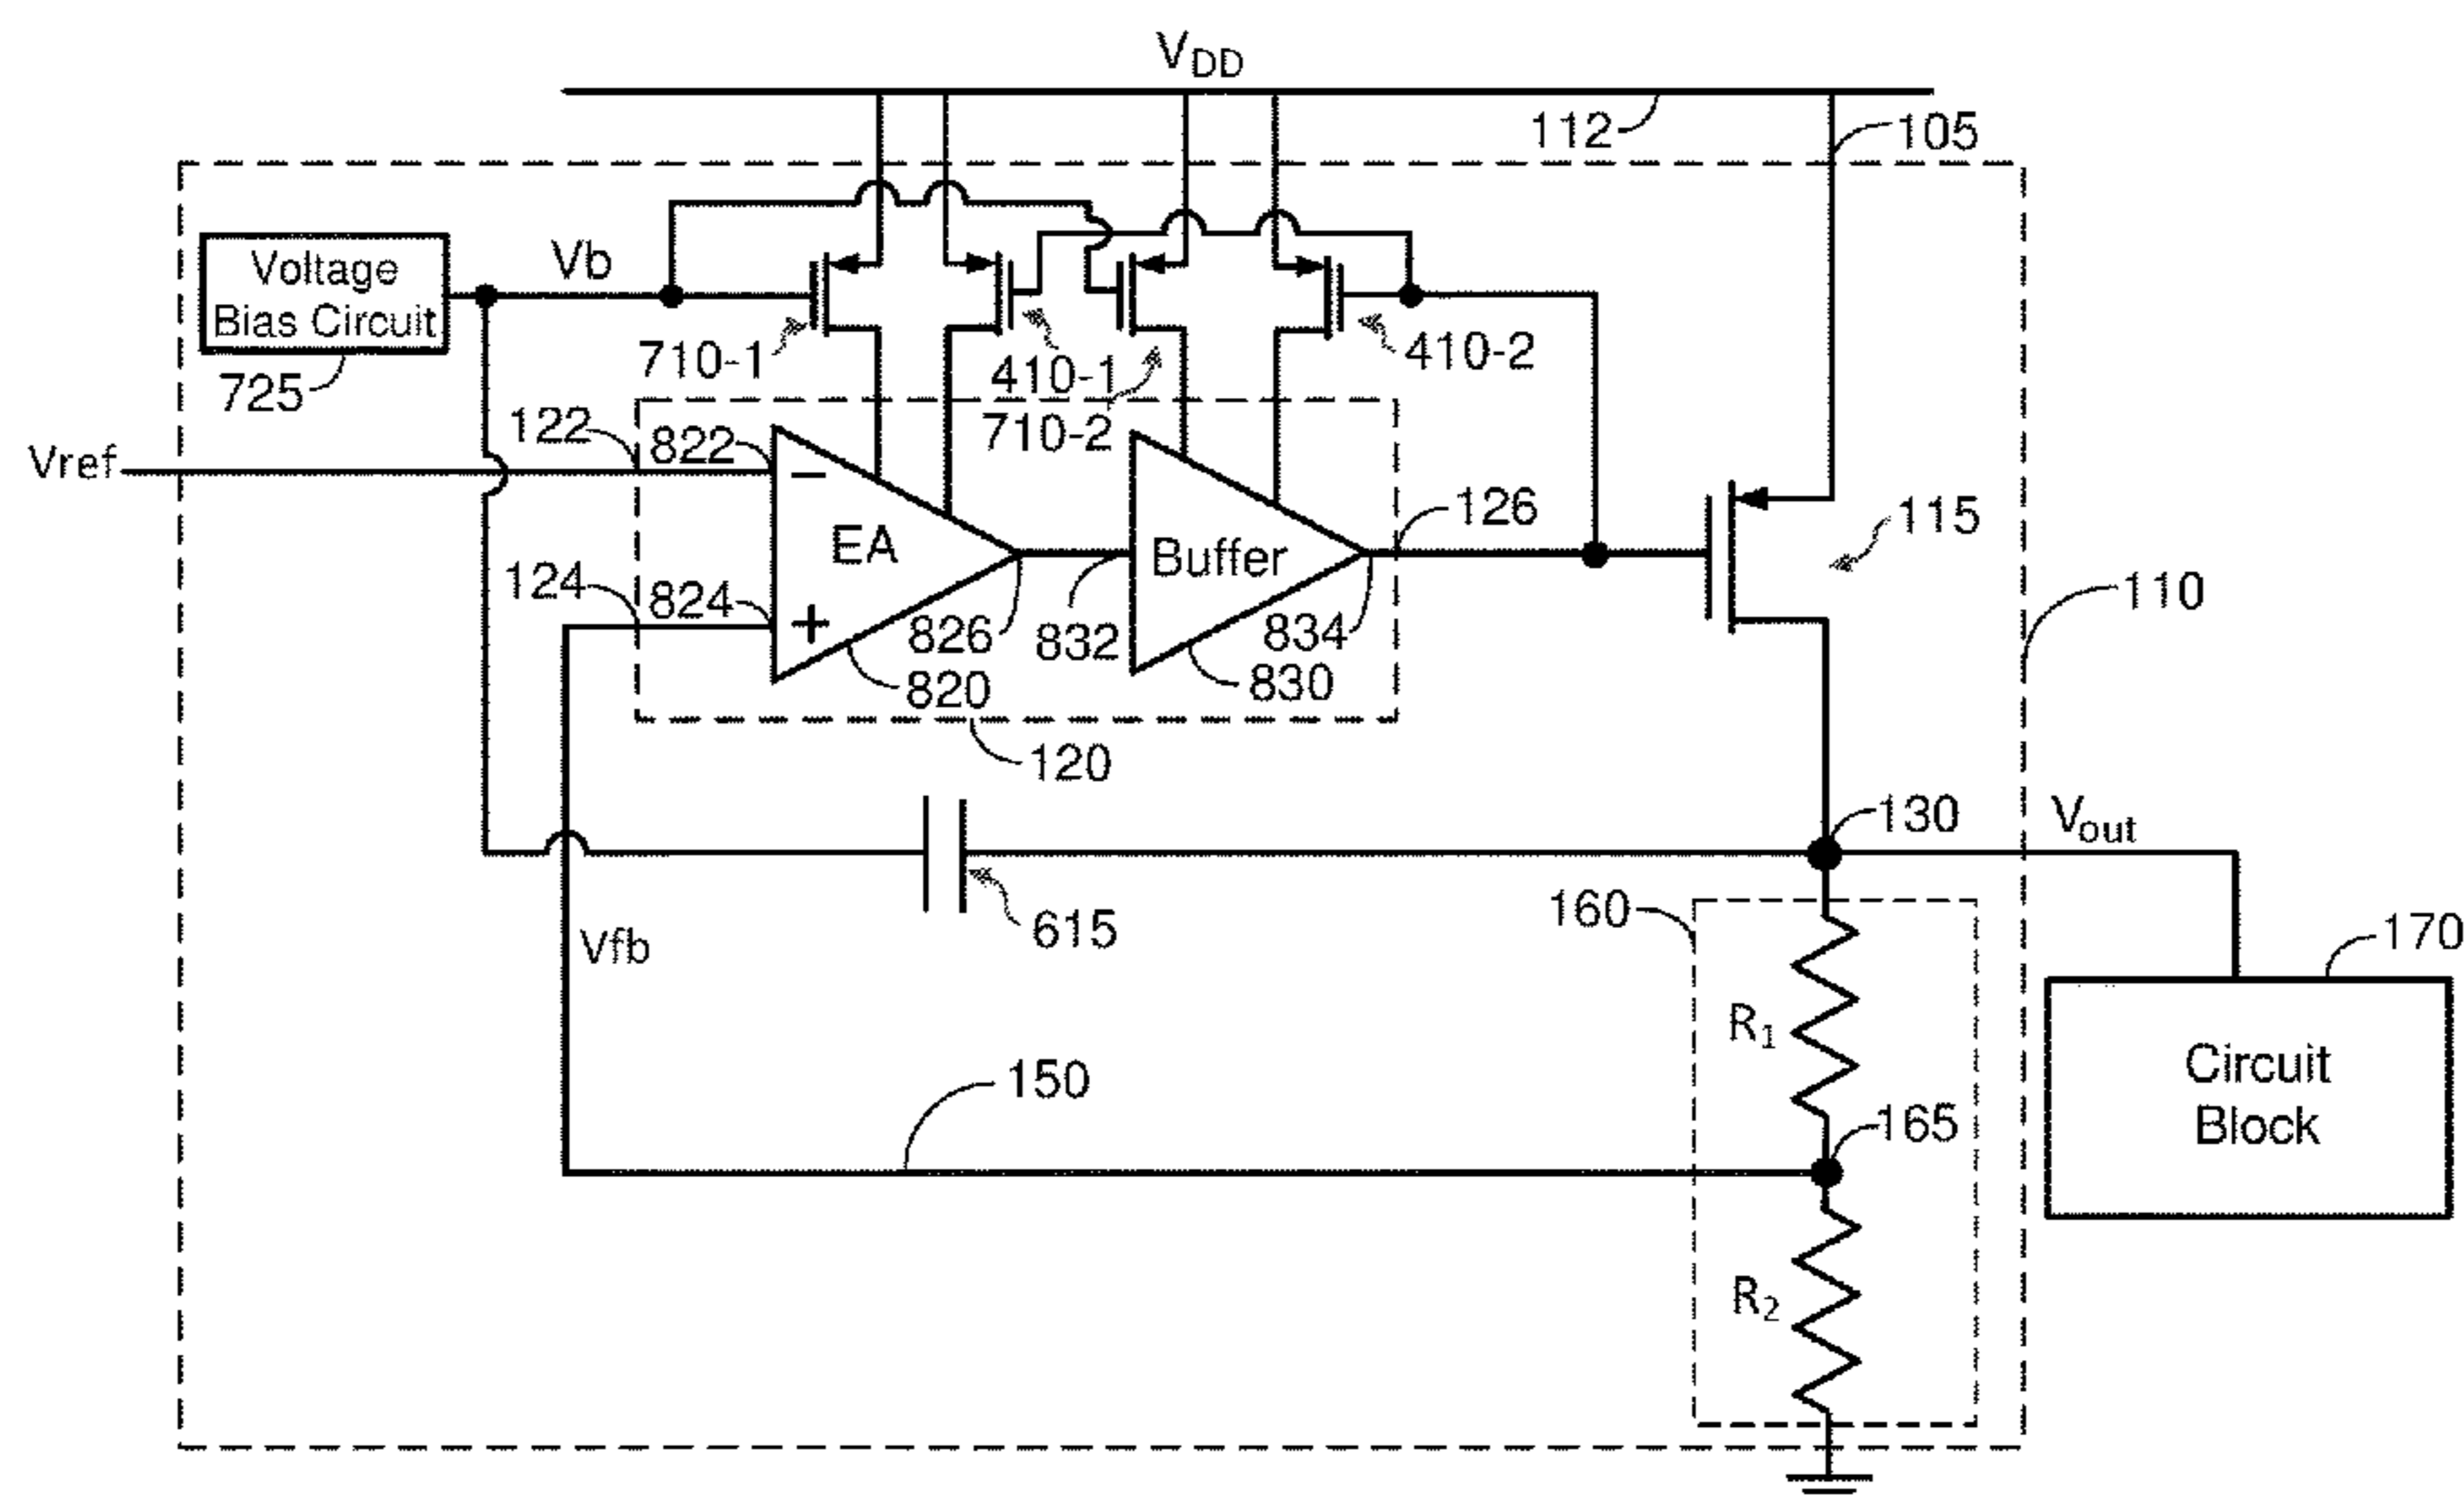 VDD
112
105
Voltage
Bias Circuit
Vb
725
710-1
410-1
710-2
410-2
122
822
Vref
−
EA
Buffer
126
115
124
824
+
826
832
834
110
820
830
120
130
Vout
615
160
170
Vfb
R1
150
165
Circuit
Block
R2